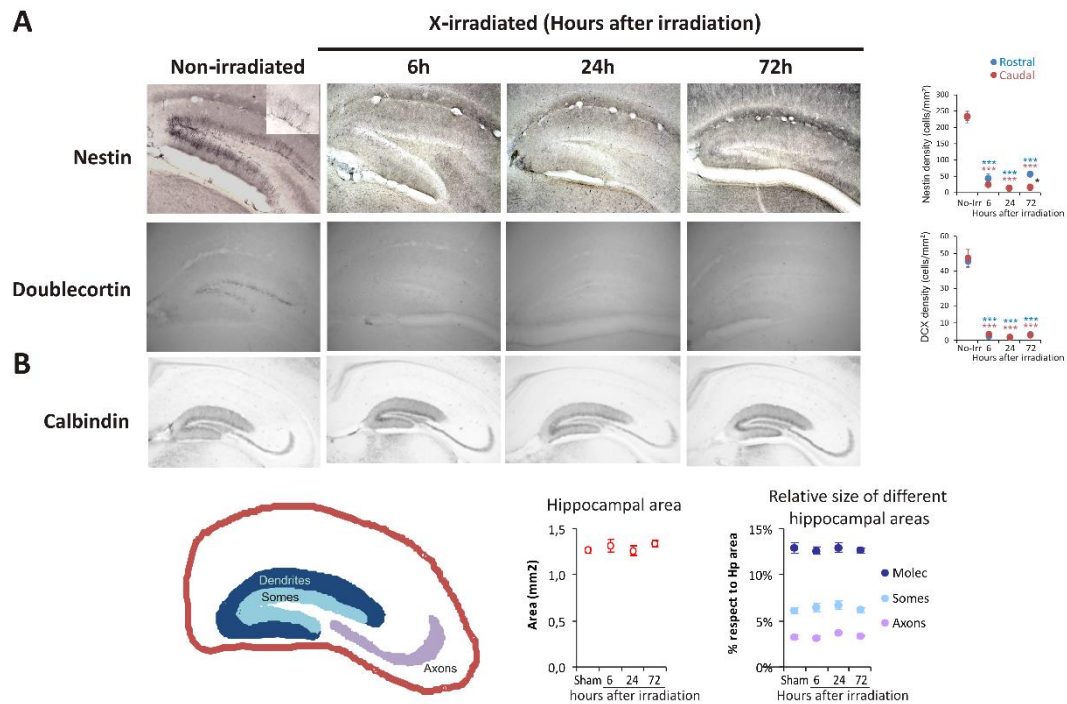 A
X-irradiated (Hours after irradiation)
Non-irradiated
6h
24h
72h
Nestin
Rostral
Caudal
Nestin density (cells/mm²)
300
250
200
150
100
50
0
***
***
***
***
***
***
*
No-Irr 6 24 72
Hours after irradiation
Doublecortin
DCX density (cells/mm²)
60
50
40
30
20
10
0
*** *** ***
*** *** ***
No-Irr 6 24 72
Hours after irradiation
B
Calbindin
Dendrites
Somes
Axons
Hippocampal area
Area (mm2)
1,5
1,0
0,5
0,0
Sham 6 24 72
hours after irradiation
Relative size of different
hippocampal areas
% respect to Hp area
15%
10%
5%
0%
Molec
Somes
Axons
Sham 6 24 72
Hours after irradiation